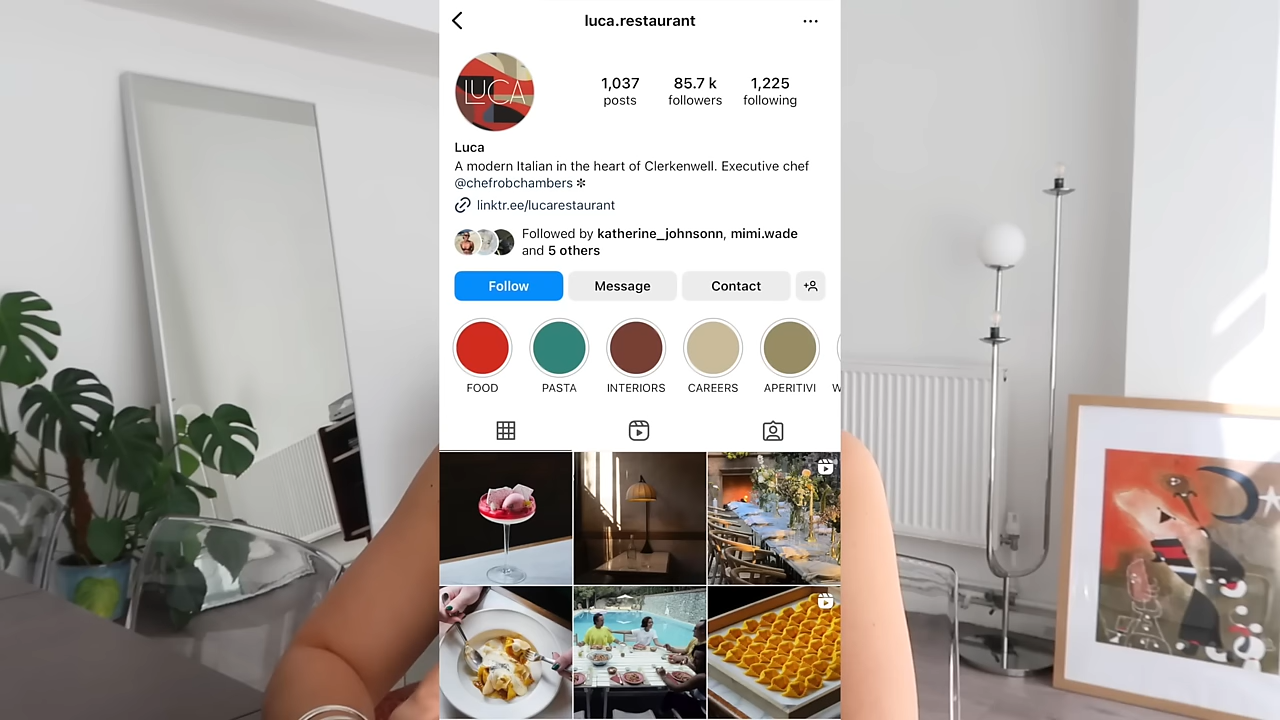 luca.restaurant
LUCA
1,037
85.7 k
1,225
posts
followers
following
Luca
A modern Italian in the heart of Clerkenwell. Executive chef
@chefrobchambers ✼
linktr.ee/lucarestaurant
Followed by katherine_johnsonn, mimi.wade
and 5 others
Follow
Message
Contact
FOOD
PASTA
INTERIORS
CAREERS
APERITIVI
W